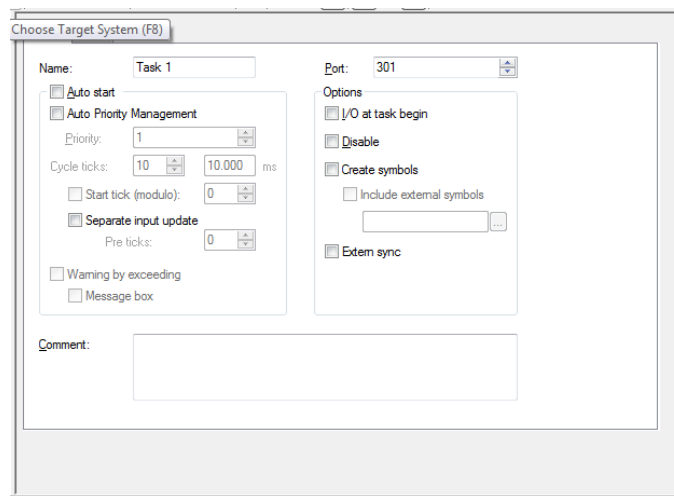 Choose Target System (F8)
Name: Task 1 Port: 301
Auto start Options
Auto Priority Management I/O at task begin
Priority: 1 Disable
Cycle ticks: 10 10.000 ms Create symbols
Start tick (modulo): 0 Include external symbols
Separate input update ...
Pre ticks: 0
Extern sync
Warning by exceeding
Message box
Comment: